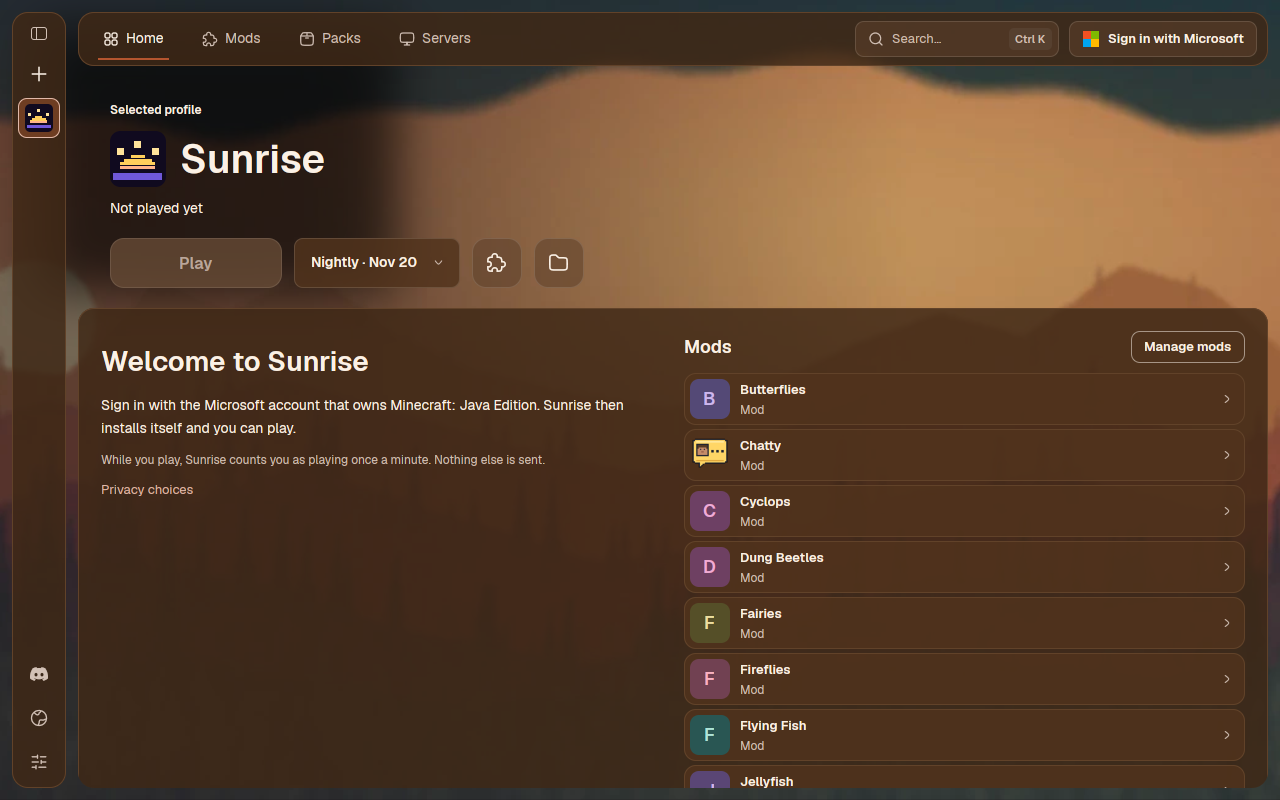 Home
Mods
Packs
Servers
Search...
Ctrl K
Sign in with Microsoft
Selected profile
Sunrise
Not played yet
Play
Nightly · Nov 20
Welcome to Sunrise
Sign in with the Microsoft account that owns Minecraft: Java Edition. Sunrise then
installs itself and you can play.
While you play, Sunrise counts you as playing once a minute. Nothing else is sent.
Privacy choices
Mods
Manage mods
B
Butterflies
Mod
Chatty
Mod
C
Cyclops
Mod
D
Dung Beetles
Mod
F
Fairies
Mod
F
Fireflies
Mod
F
Flying Fish
Mod
Jellyfish